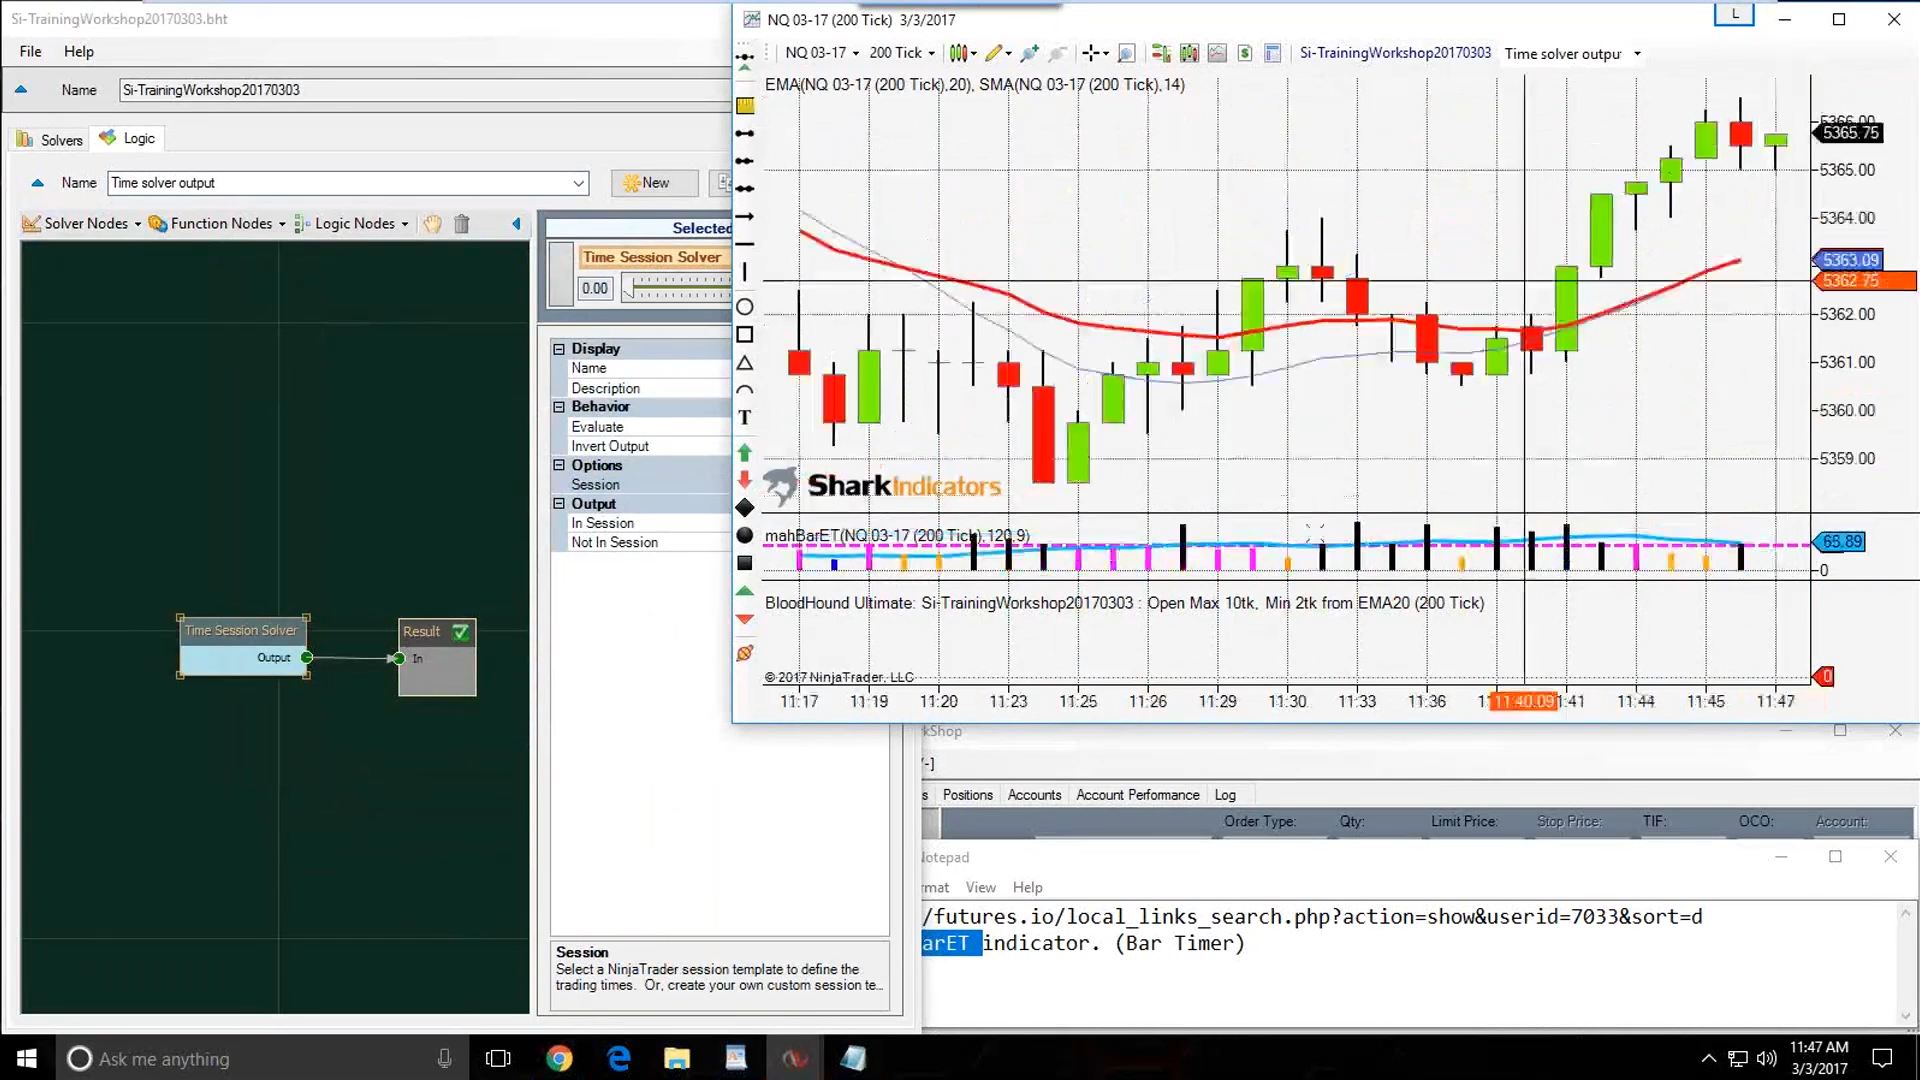 Si-TrainingWorkshop20170303.bht
File Help
Name Si-TrainingWorkshop20170303
Solvers Logic
Name Time solver output New
Solver Nodes Function Nodes Logic Nodes
Selected
Time Session Solver
0.00
Display
Name
Description
Behavior
Evaluate
Invert Output
Options
Session
Output
In Session
Not In Session
Time Session Solver
Output
Result
In
Session
Select a NinjaTrader session template to define the
trading times. Or, create your own custom session te...
NQ 03-17 (200 Tick) 3/3/2017
L
NQ 03-17 200 Tick Si-TrainingWorkshop20170303 Time solver output
EMA(NQ 03-17 (200 Tick),20), SMA(NQ 03-17 (200 Tick),14)
5366.00
5365.75
5365.00
5364.00
5363.09
5362.75
5362.00
5361.00
5360.00
5359.00
T
SharkIndicators
mahBarET(NQ 03-17 (200 Tick),120,9)
65.89
0
BloodHound Ultimate: Si-TrainingWorkshop20170303 : Open Max 10tk, Min 2tk from EMA20 (200 Tick)
© 2017 NinjaTrader, LLC
0
11:17 11:19 11:20 11:23 11:25 11:26 11:29 11:30 11:33 11:36 11:40:09 11:41 11:44 11:45 11:47
kShop
/-]
s Positions Accounts Account Performance Log
Order Type: Qty: Limit Price: Stop Price: TIF: OCO: Account:
Notepad
rmat View Help
/futures.io/local_links_search.php?action=show&userid=7033&sort=d
arET indicator. (Bar Timer)
Ask me anything
11:47 AM
3/3/2017